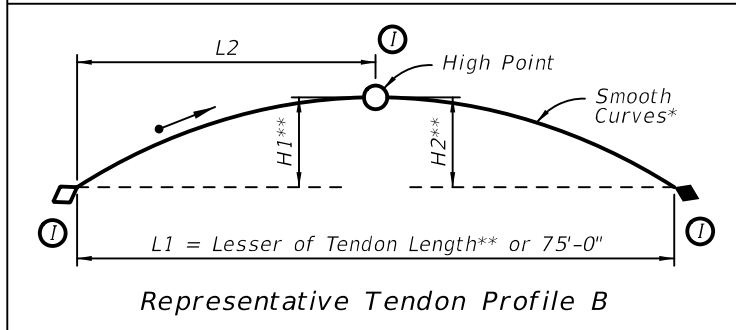 I
L2
High Point
Smooth
Curves*
H1**
H2**
I
I
L1 = Lesser of Tendon Length** or 75'-0"
Representative Tendon Profile B